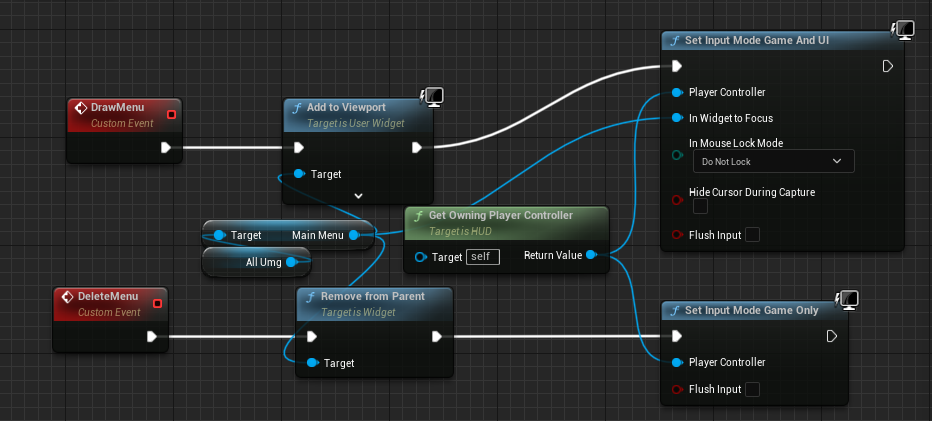 DrawMenu
Custom Event
Add to Viewport
Target is User Widget
Target
Set Input Mode Game And UI
Player Controller
In Widget to Focus
In Mouse Lock Mode
Do Not Lock
Hide Cursor During Capture
Flush Input
Target Main Menu
All Umg
Get Owning Player Controller
Target is HUD
Target self Return Value
DeleteMenu
Custom Event
Remove from Parent
Target is Widget
Target
Set Input Mode Game Only
Player Controller
Flush Input